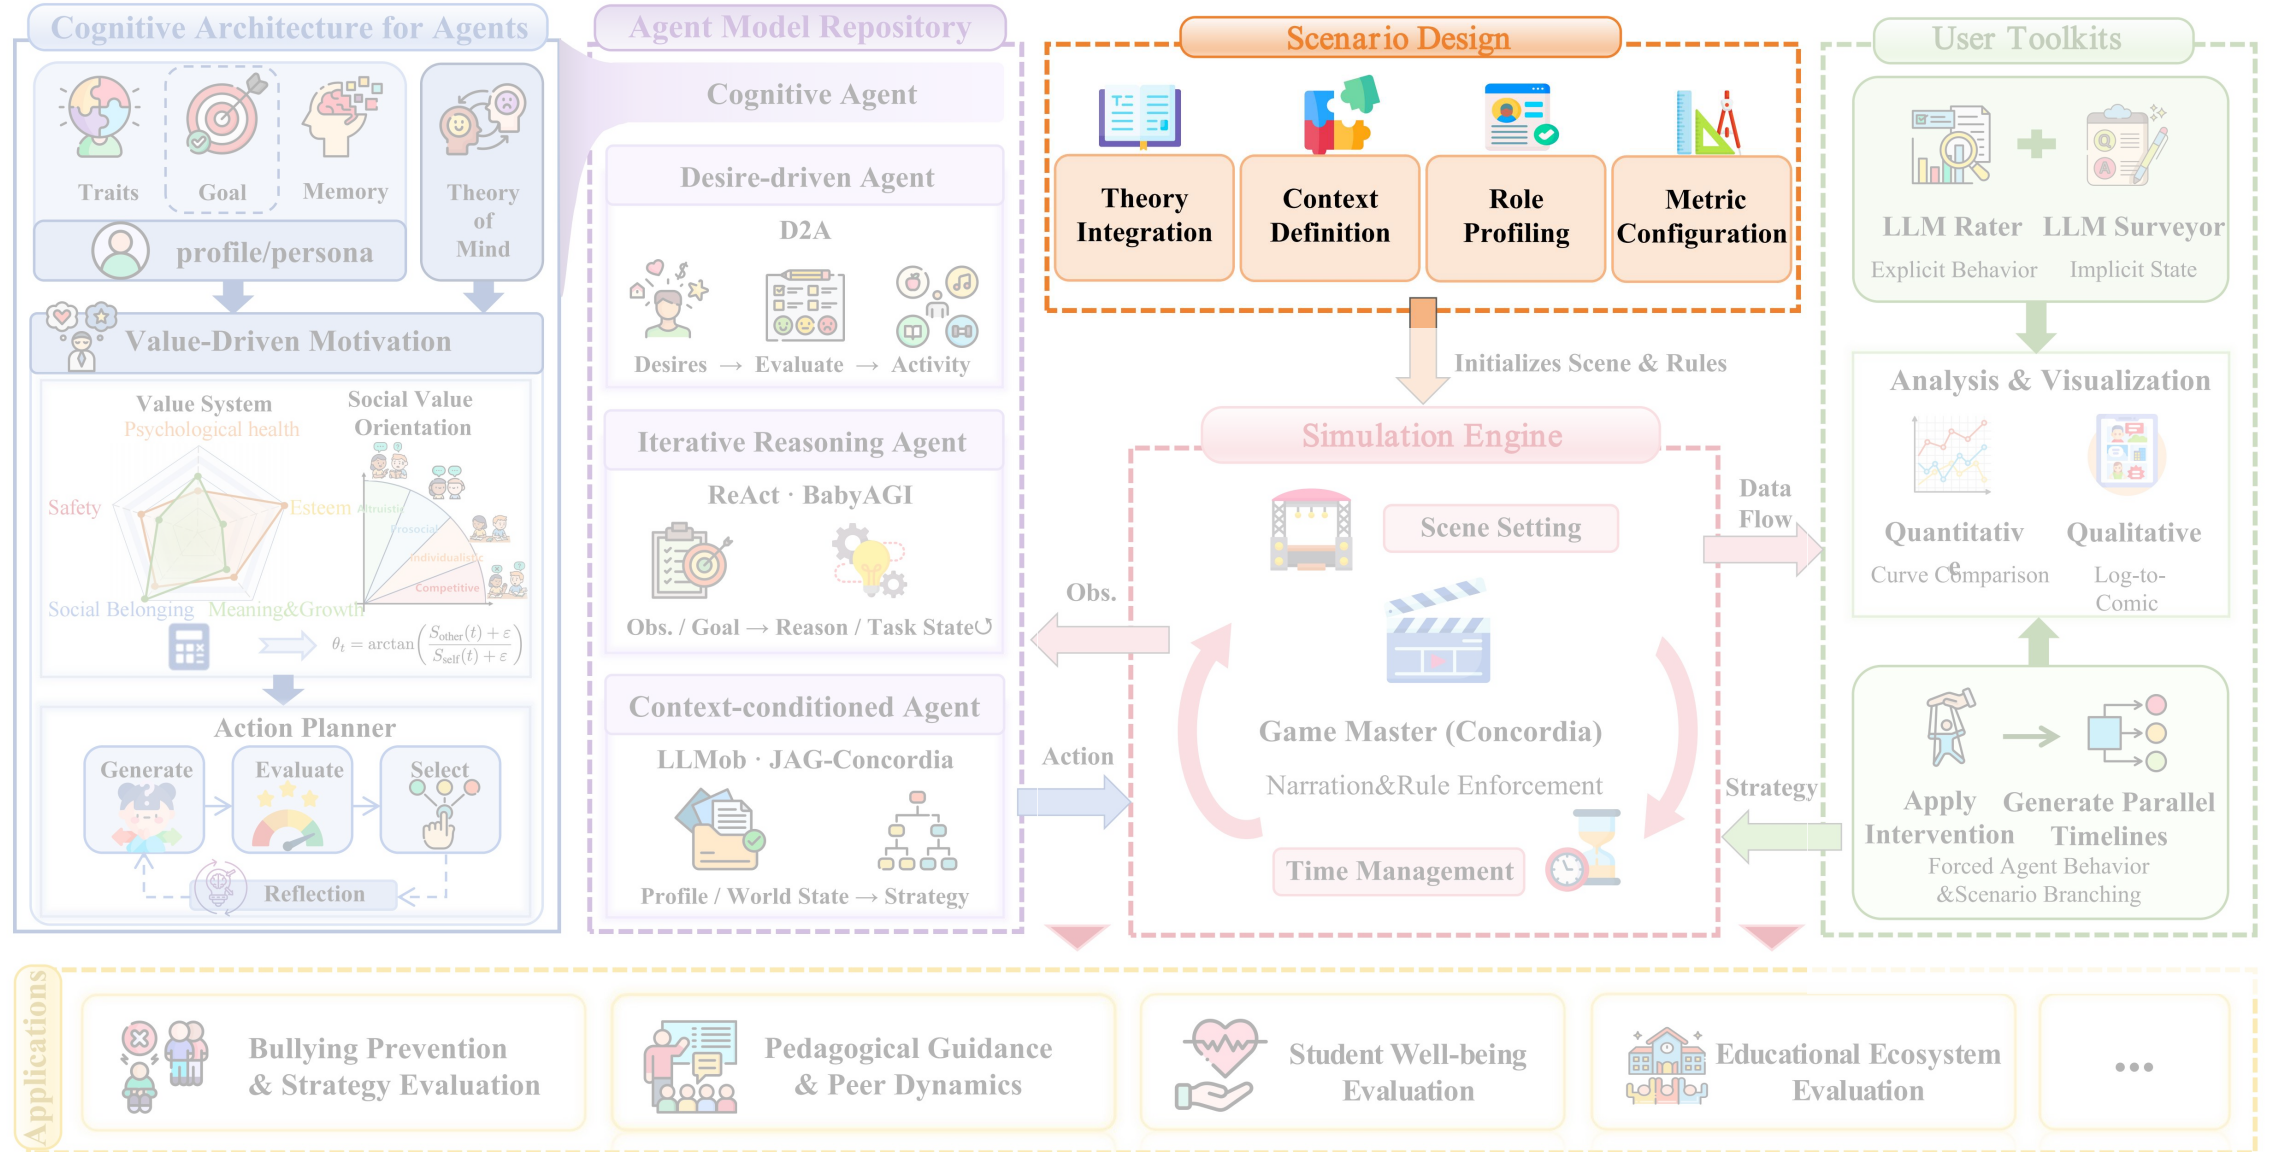 Cognitive Architecture for Agents
Traits
Goal
Memory
Theory
of
Mind
profile/persona
Value-Driven Motivation
Value System
Psychological health
Safety
Esteem
Social Belonging
Meaning&Growth
Social Value
Orientation
Altruistic
Prosocial
Individualistic
Competitive
θ_t = arctan( (S_other(t) + ε) / (S_self(t) + ε) )
Action Planner
Generate
Evaluate
Select
Reflection
Agent Model Repository
Cognitive Agent
Desire-driven Agent
D2A
Desires → Evaluate → Activity
Iterative Reasoning Agent
ReAct · BabyAGI
Obs. / Goal → Reason / Task State↺
Context-conditioned Agent
LLMob · JAG-Concordia
Profile / World State → Strategy
Scenario Design
Theory
Integration
Context
Definition
Role
Profiling
Metric
Configuration
Initializes Scene & Rules
Simulation Engine
Scene Setting
Game Master (Concordia)
Narration&Rule Enforcement
Time Management
Obs.
Action
Data
Flow
Strategy
User Toolkits
LLM Rater
Explicit Behavior
Q
A
LLM Surveyor
Implicit State
Analysis & Visualization
Quantitativ
e
Curve Comparison
Qualitative
Log-to-
Comic
Apply
Intervention
Generate Parallel
Timelines
Forced Agent Behavior
&Scenario Branching
Applications
Bullying Prevention
& Strategy Evaluation
Pedagogical Guidance
& Peer Dynamics
Student Well-being
Evaluation
Educational Ecosystem
Evaluation
...